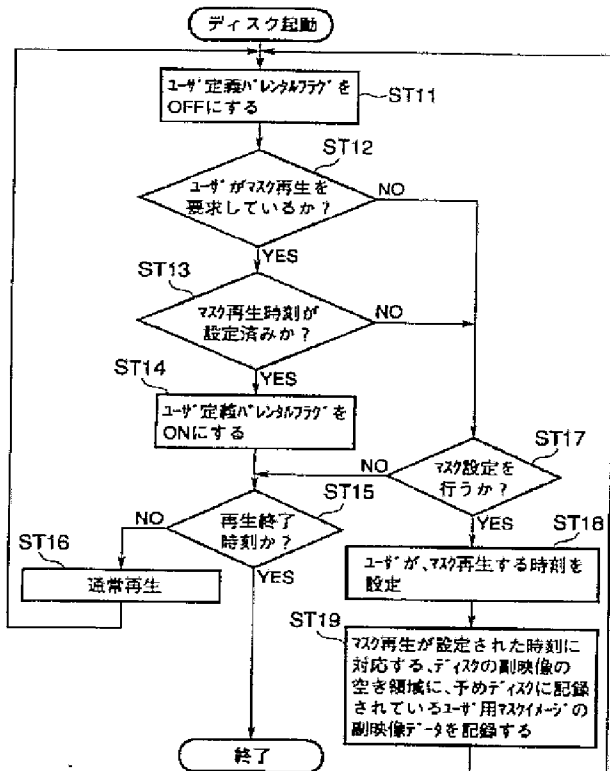 ディスク起動
ユーザ定義パレンタルフラグを
OFFにする
ST11
ST12
ユーザがマスク再生を
要求しているか?
NO
YES
ST13
マスク再生時刻が
設定済みか?
NO
YES
ST14
ユーザ定義パレンタルフラグを
ONにする
ST17
マスク設定を
行うか?
NO
YES
ST15
再生終了
時刻か?
NO
YES
ST16
通常再生
ST18
ユーザが、マスク再生する時刻を
設定
ST19
マスク再生が設定された時刻に
対応する、ディスクの副映像の
空き領域に、予めディスクに記録
されているユーザ用マスクイメージの
副映像データを記録する
終了